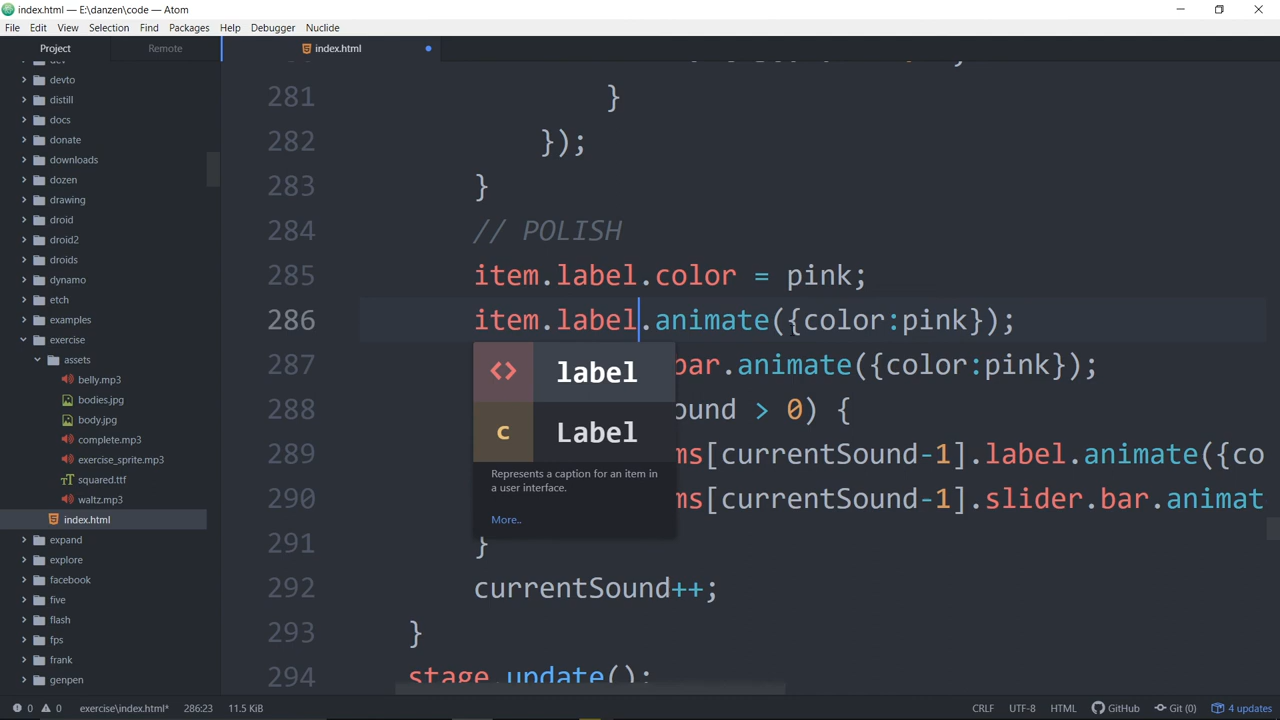 index.html — E:\danzen\code — Atom
File Edit View Selection Find Packages Help Debugger Nuclide
Project Remote index.html
devto
distill
docs
donate
downloads
dozen
drawing
droid
droid2
droids
dynamo
etch
examples
exercise
assets
belly.mp3
bodies.jpg
body.jpg
complete.mp3
exercise_sprite.mp3
squared.ttf
waltz.mp3
index.html
expand
explore
facebook
five
flash
fps
frank
genpen
281 }
282 });
283 }
284 // POLISH
285 item.label.color = pink;
286 item.label.animate({color:pink});
287 bar.animate({color:pink});
288 ound > 0) {
289 ms[currentSound-1].label.animate({co
290 ms[currentSound-1].slider.bar.animat
291 }
292 currentSound++;
293 }
294 stage.update();
<> label
c Label
Represents a caption for an item in
a user interface.
More..
0 0 exercise\index.html* 286:23 11.5 KiB CRLF UTF-8 HTML GitHub Git (0) 4 updates